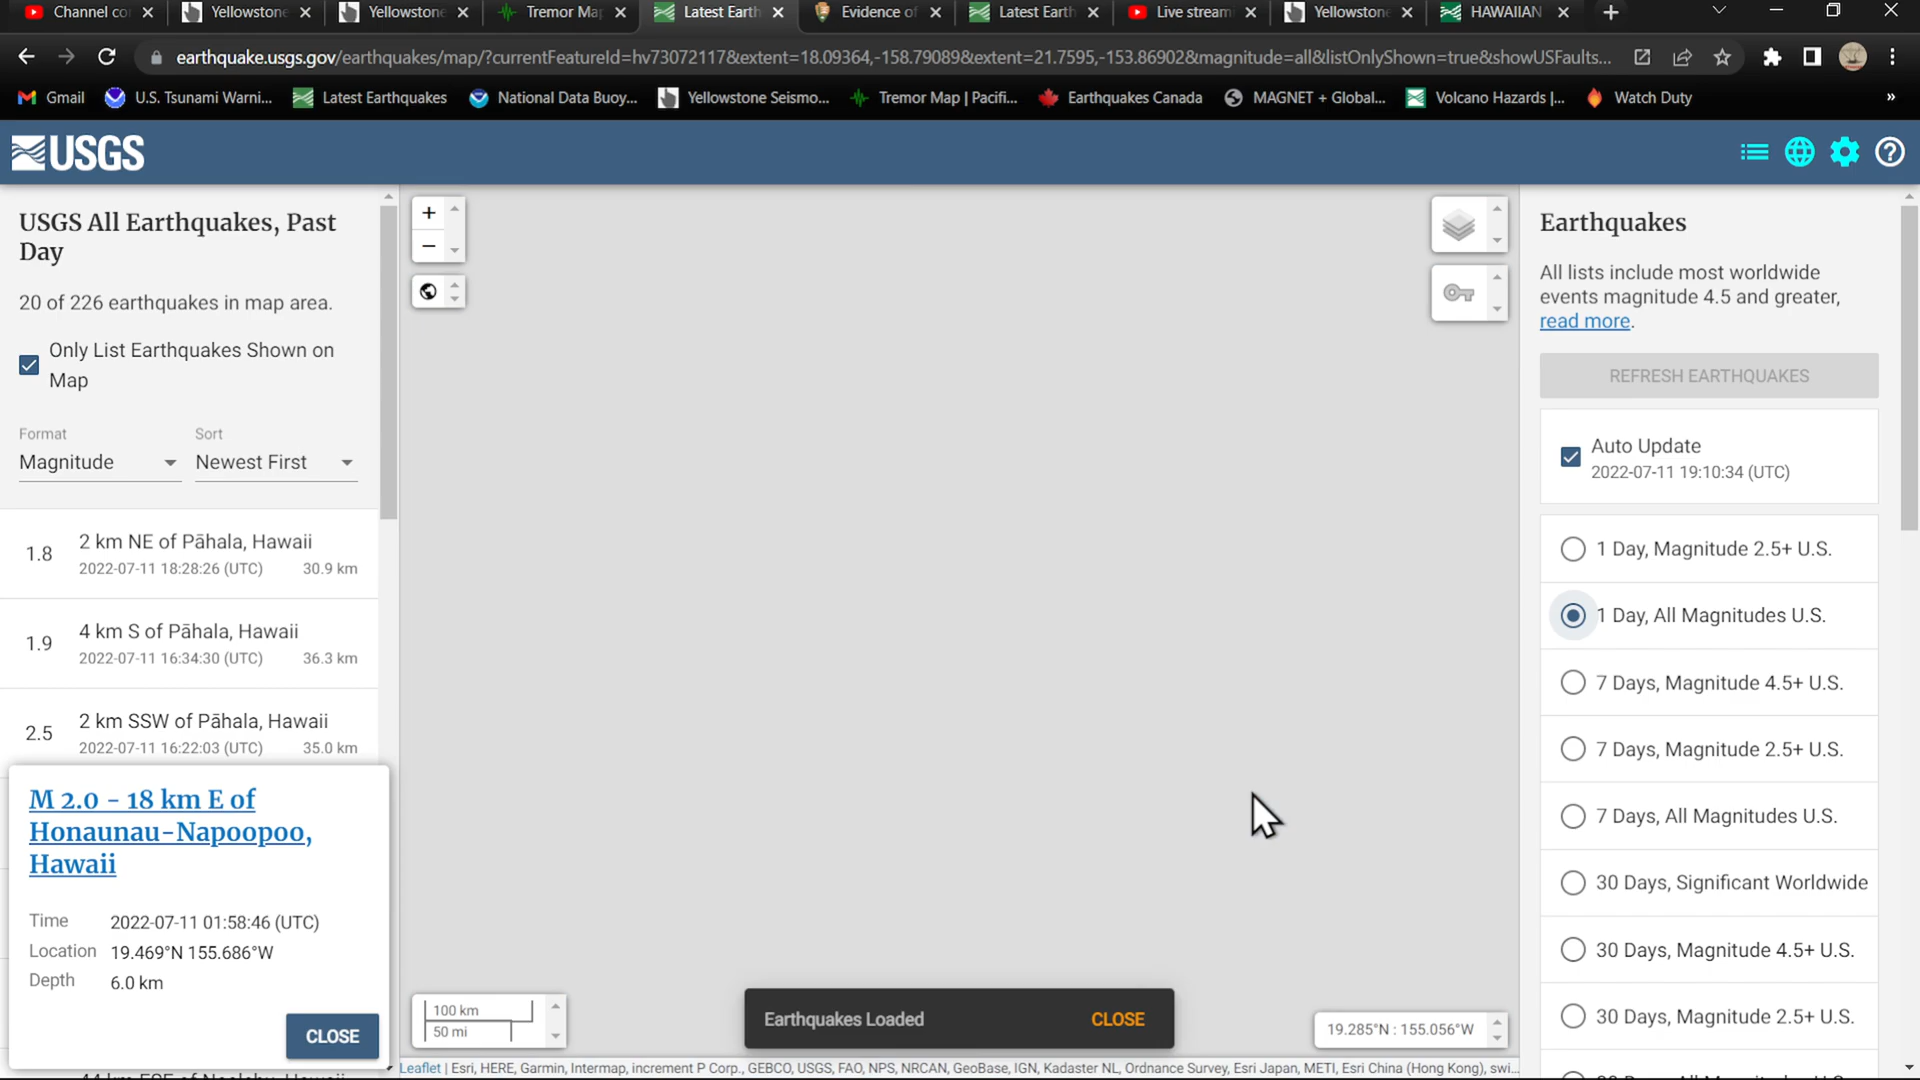 Channel co
Yellowstone
Yellowstone
Tremor Ma
Latest Earth
Evidence of
Latest Earth
Live stream
Yellowstone
HAWAIIAN
earthquake.usgs.gov/earthquakes/map/?currentFeatureId=hv73072117&extent=18.09364,-158.79089&extent=21.7595,-153.86902&magnitude=all&listOnlyShown=true&showUSFaults...
Gmail
U.S. Tsunami Warni...
Latest Earthquakes
National Data Buoy...
Yellowstone Seismo...
Tremor Map | Pacifi...
Earthquakes Canada
MAGNET + Global...
Volcano Hazards |...
Watch Duty
»
USGS
USGS All Earthquakes, Past
Day
20 of 226 earthquakes in map area.
Only List Earthquakes Shown on
Map
Format
Sort
Magnitude
Newest First
1.8
2 km NE of Pāhala, Hawaii
2022-07-11 18:28:26 (UTC)
30.9 km
1.9
4 km S of Pāhala, Hawaii
2022-07-11 16:34:30 (UTC)
36.3 km
2.5
2 km SSW of Pāhala, Hawaii
2022-07-11 16:22:03 (UTC)
35.0 km
M 2.0 - 18 km E of
Honaunau-Napoopoo,
Hawaii
Time
2022-07-11 01:58:46 (UTC)
Location
19.469°N 155.686°W
Depth
6.0 km
CLOSE
+
−
100 km
50 mi
Earthquakes Loaded
CLOSE
19.285°N : 155.056°W
Leaflet | Esri, HERE, Garmin, Intermap, increment P Corp., GEBCO, USGS, FAO, NPS, NRCAN, GeoBase, IGN, Kadaster NL, Ordnance Survey, Esri Japan, METI, Esri China (Hong Kong), swi...
Earthquakes
All lists include most worldwide
events magnitude 4.5 and greater,
read more.
REFRESH EARTHQUAKES
Auto Update
2022-07-11 19:10:34 (UTC)
1 Day, Magnitude 2.5+ U.S.
1 Day, All Magnitudes U.S.
7 Days, Magnitude 4.5+ U.S.
7 Days, Magnitude 2.5+ U.S.
7 Days, All Magnitudes U.S.
30 Days, Significant Worldwide
30 Days, Magnitude 4.5+ U.S.
30 Days, Magnitude 2.5+ U.S.